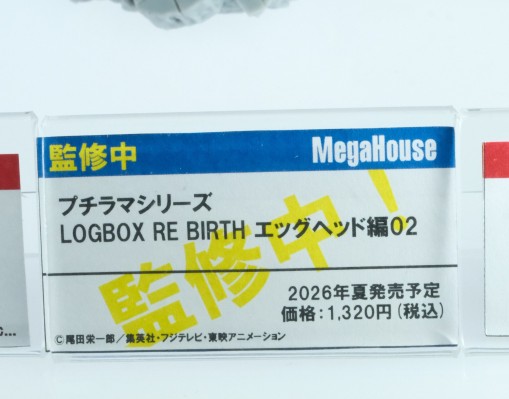 監修中 MegaHouse
プチラマシリーズ
LOGBOX RE BIRTH エッグヘッド編02
監修中！
2026年夏発売予定
価格：1,320円（税込）
©尾田栄一郎／集英社・フジテレビ・東映アニメーション
c...